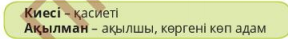 Киесі – қасиеті
Ақылман – ақылшы, көргені көп адам